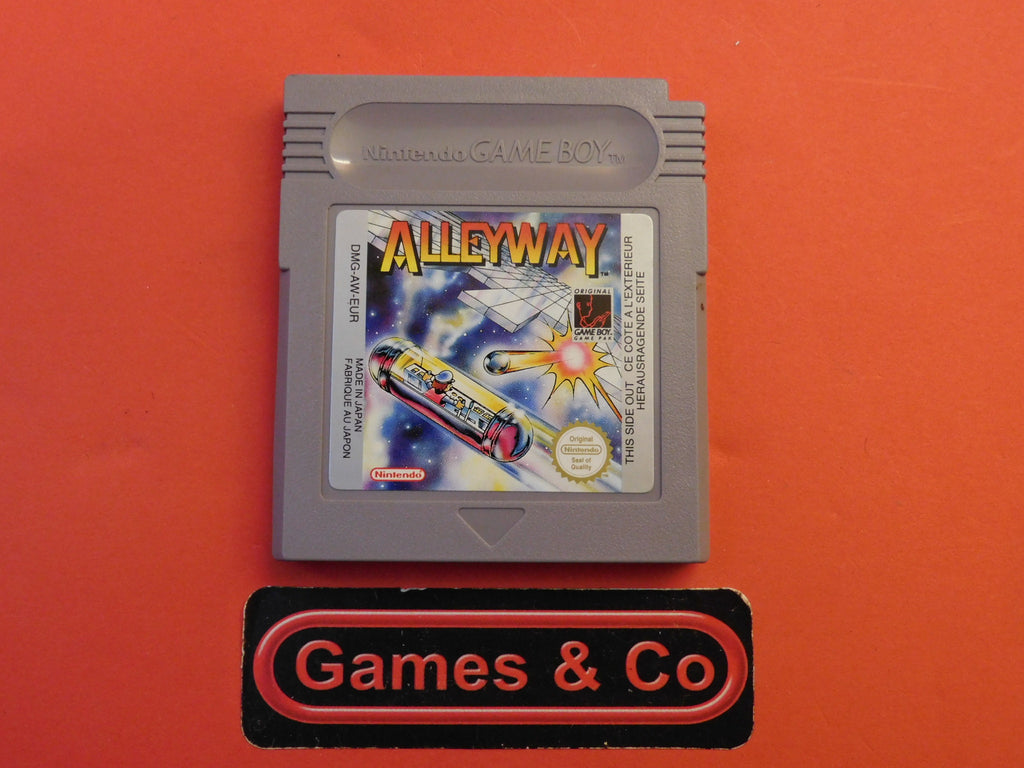 Nintendo GAME BOY TM
ALLEYWAY TM
DMG-AW-EUR
MADE IN JAPAN
FABRIQUE AU JAPON
ORIGINAL
GAME BOY
GAME PAK
THIS SIDE OUT CE COTE A L'EXTERIEUR
HERAUSRAGENDE SEITE
Original
Nintendo
Seal of
Quality
Nintendo
Games & Co